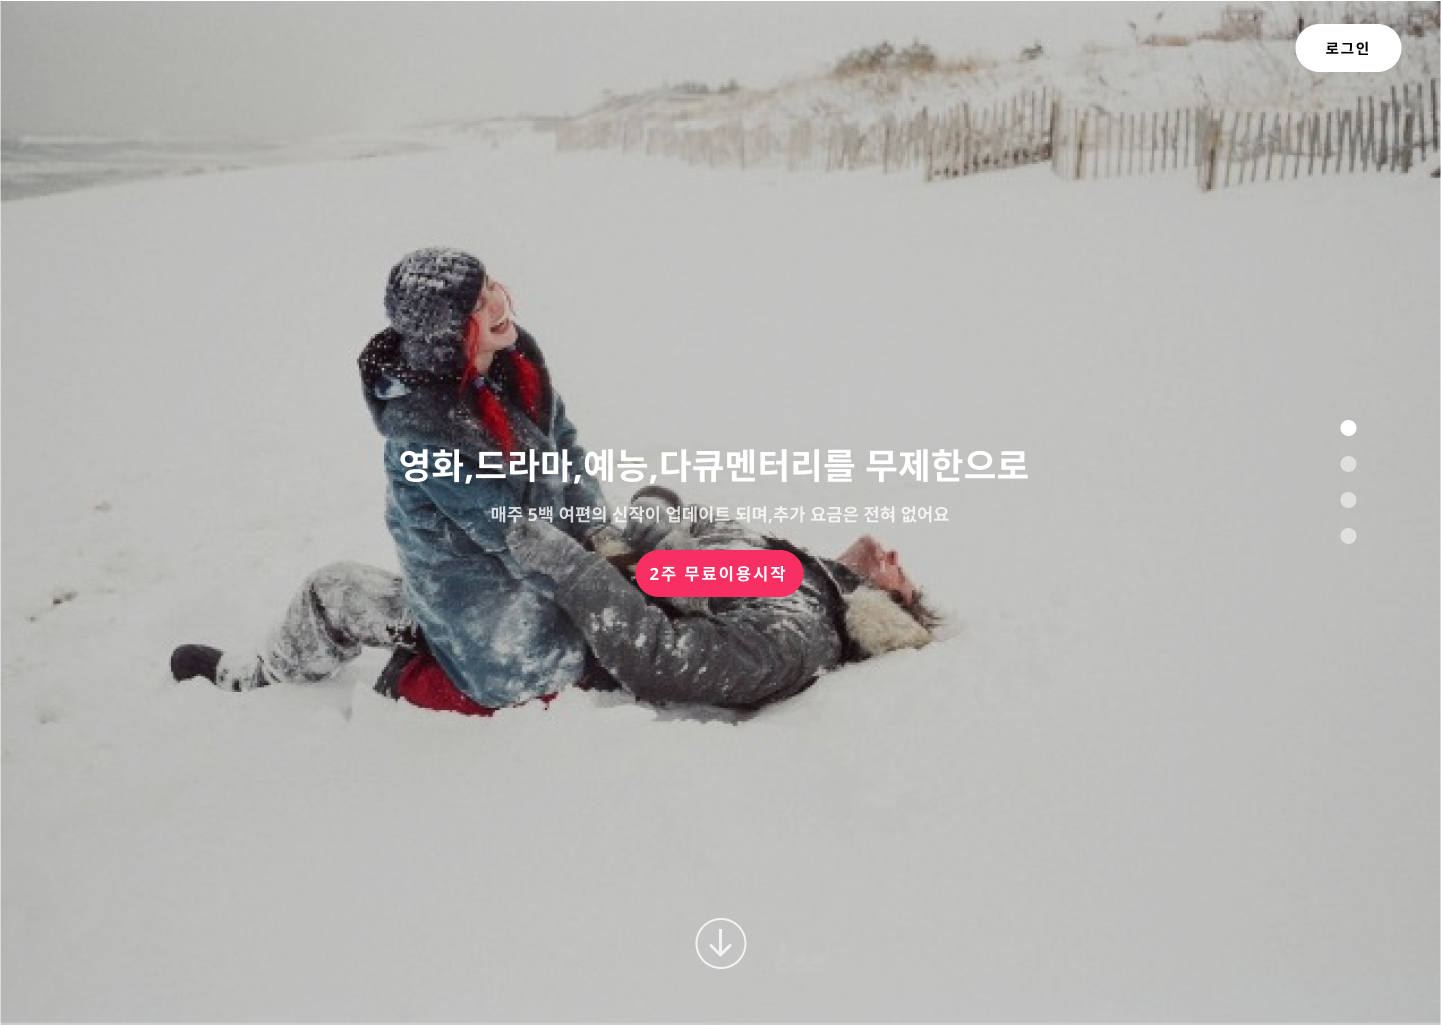 로그인
영화,드라마,예능,다큐멘터리를 무제한으로
매주 5백 여편의 신작이 업데이트 되며,추가 요금은 전혀 없어요
2주 무료이용시작